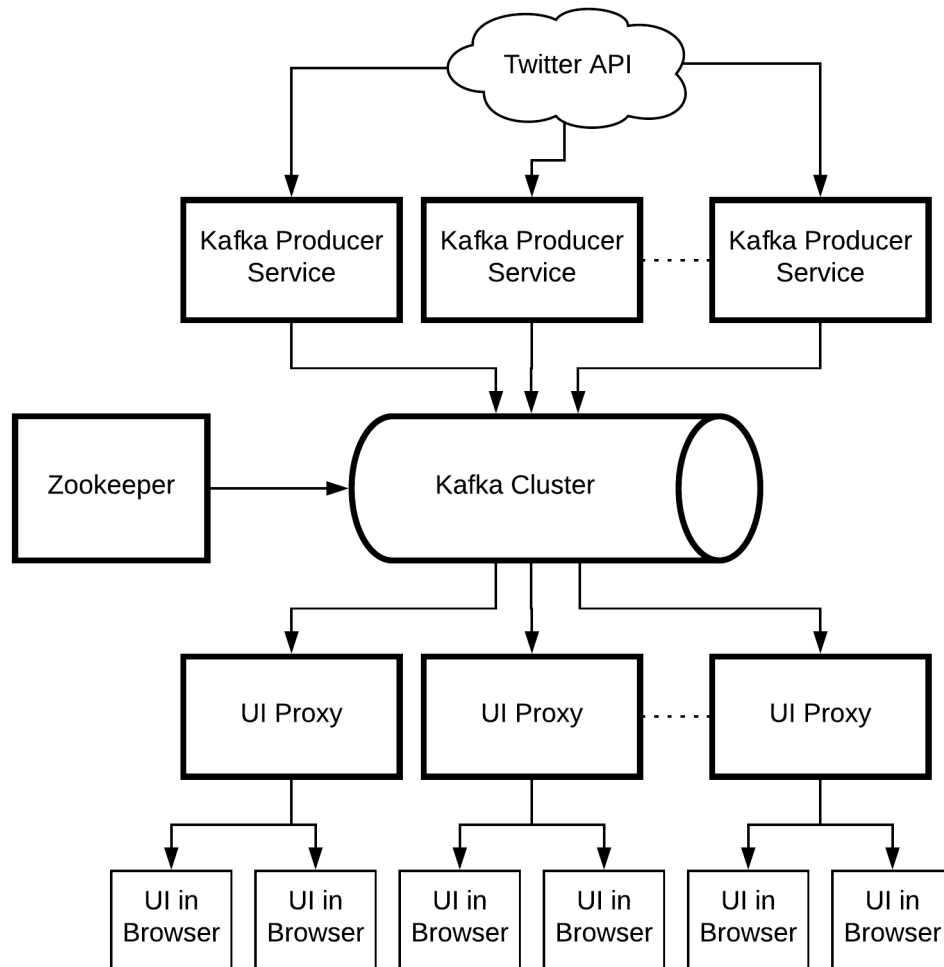 Twitter API
Kafka Producer
Service
Kafka Producer
Service
Kafka Producer
Service
Zookeeper
Kafka Cluster
UI Proxy
UI Proxy
UI Proxy
UI in
Browser
UI in
Browser
UI in
Browser
UI in
Browser
UI in
Browser
UI in
Browser